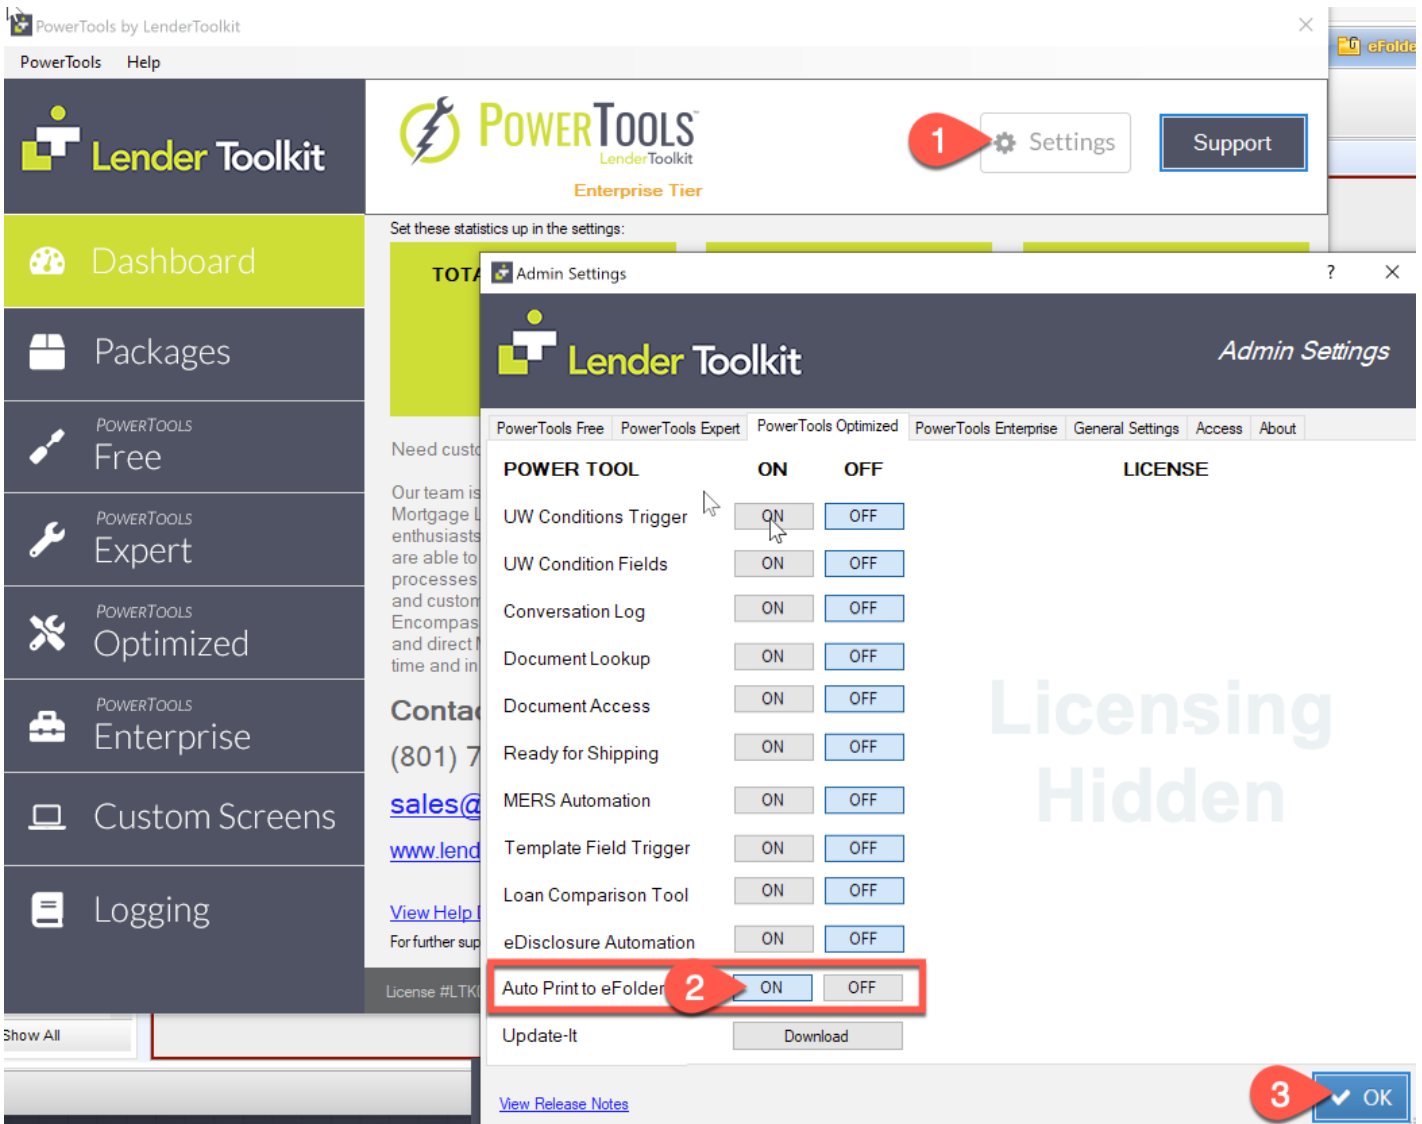 PowerTools by LenderToolkit
eFolde
PowerTools Help
Lender Toolkit
POWERTOOLS™
LenderToolkit
Enterprise Tier
1
Settings
Support
Set these statistics up in the settings:
Dashboard
Packages
POWERTOOLS
Free
POWERTOOLS
Expert
POWERTOOLS
Optimized
POWERTOOLS
Enterprise
Custom Screens
Logging
TOTA
Need custo
Our team is
Mortgage L
enthusiasts
are able to
processes
and custom
Encompas
and direct
time and in
Contac
(801) 7
sales@
www.lend
View Help
For further sup
License #LTK
Show All
Admin Settings ?
Lender Toolkit
Admin Settings
PowerTools Free PowerTools Expert PowerTools Optimized PowerTools Enterprise General Settings Access About
POWER TOOL ON OFF LICENSE
UW Conditions Trigger ON OFF
UW Condition Fields ON OFF
Conversation Log ON OFF
Document Lookup ON OFF
Document Access ON OFF
Ready for Shipping ON OFF
MERS Automation ON OFF
Template Field Trigger ON OFF
Loan Comparison Tool ON OFF
eDisclosure Automation ON OFF
Auto Print to eFolder 2 ON OFF
Update-It Download
Licensing
Hidden
View Release Notes
3
OK